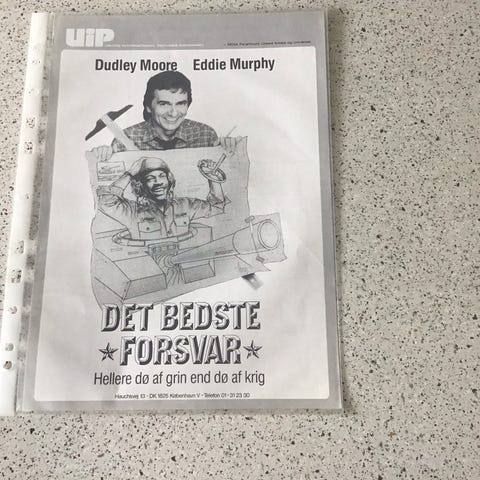 UiP
Dudley Moore Eddie Murphy
DET BEDSTE
FORSVAR
Hellere dø af grin end dø af krig
Hauchsvej 13 · DK 1825 København V · Telefon 01-31 23 30